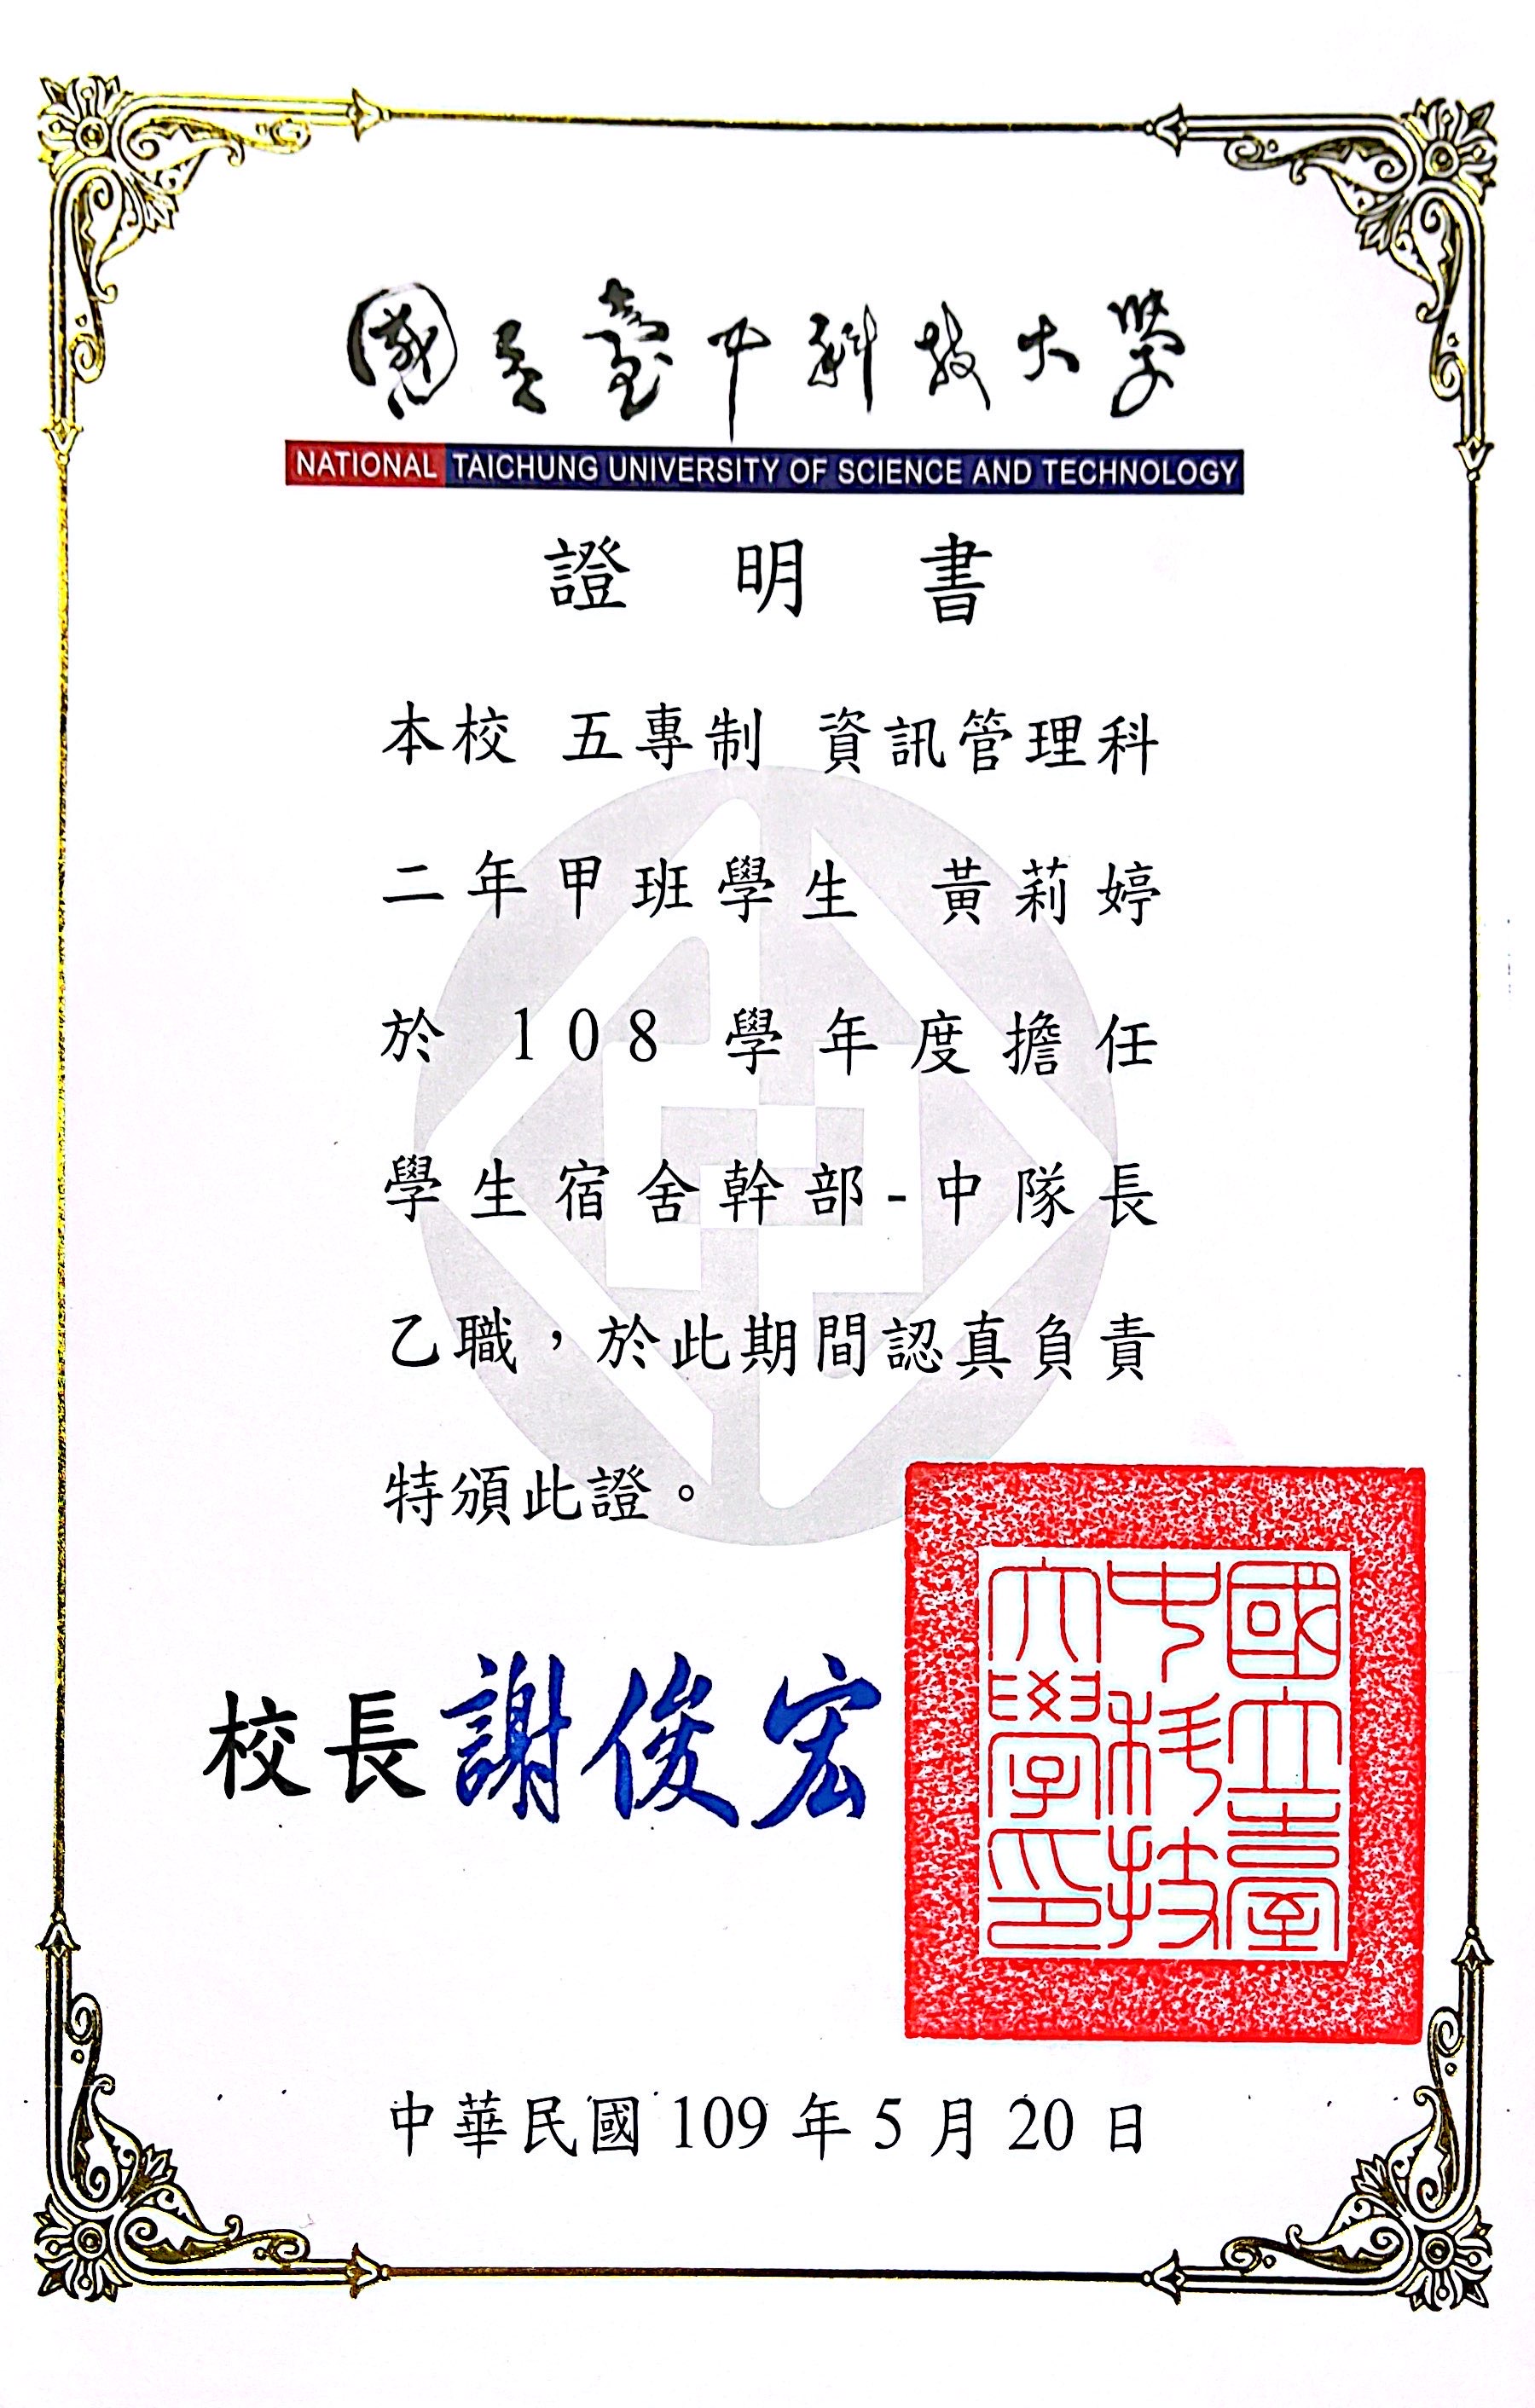 國立臺中科技大學
NATIONAL TAICHUNG UNIVERSITY OF SCIENCE AND TECHNOLOGY
證明書
本校 五專制 資訊管理科
二年甲班學生 黃莉婷
於 108 學年度擔任
學生宿舍幹部-中隊長
乙職，於此期間認真負責
特頒此證。
校長謝俊宏
國立臺中科技大學印
中華民國 109 年 5 月 20 日